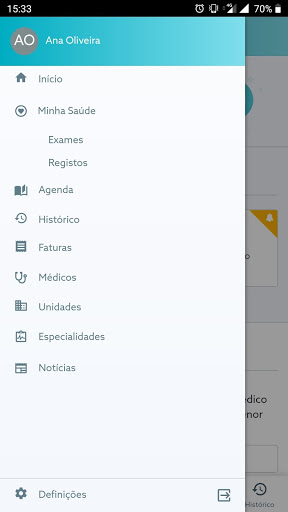 15:33
70%
AO Ana Oliveira
Início
Minha Saúde
Exames
Registos
Agenda
Histórico
Faturas
Médicos
Unidades
Especialidades
Notícias
Definições
o
édico
enor
Histórico